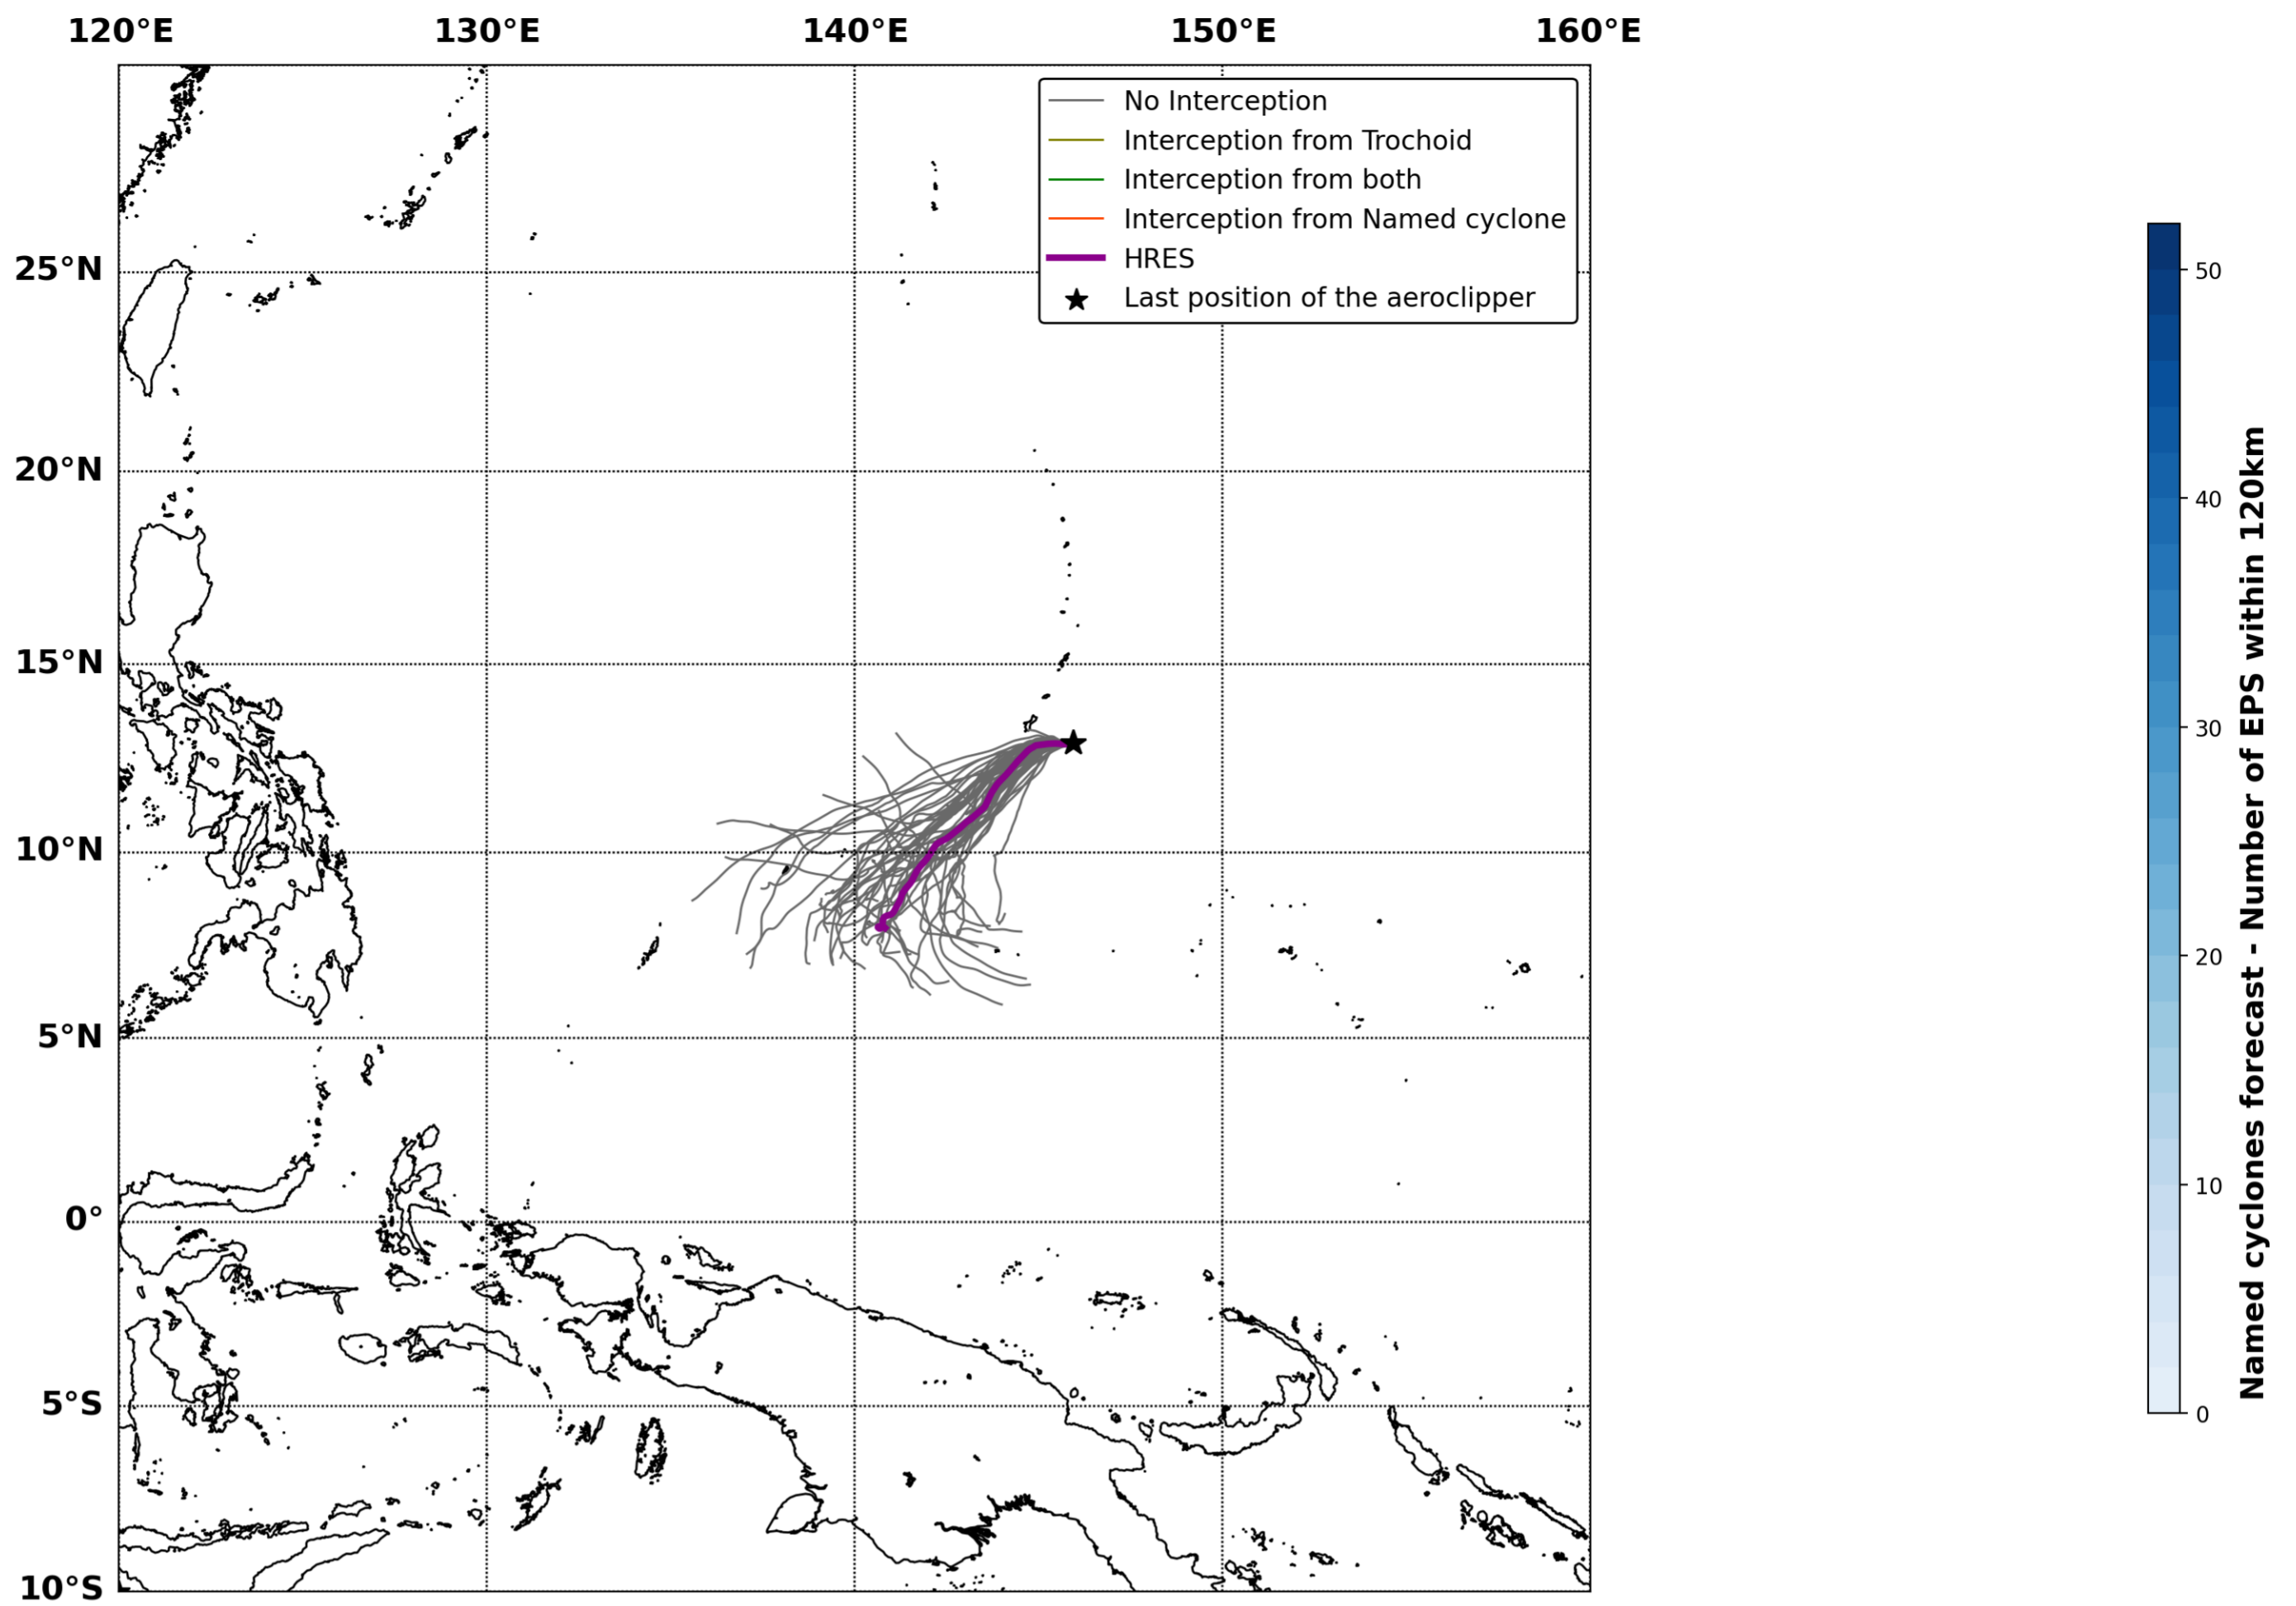 120°E 130°E 140°E 150°E 160°E
No Interception
Interception from Trochoid
Interception from both
Interception from Named cyclone
HRES
Last position of the aeroclipper
25°N
20°N
15°N
10°N
5°N
0°
5°S
10°S
50
40
30
20
10
0
Named cyclones forecast - Number of EPS within 120km